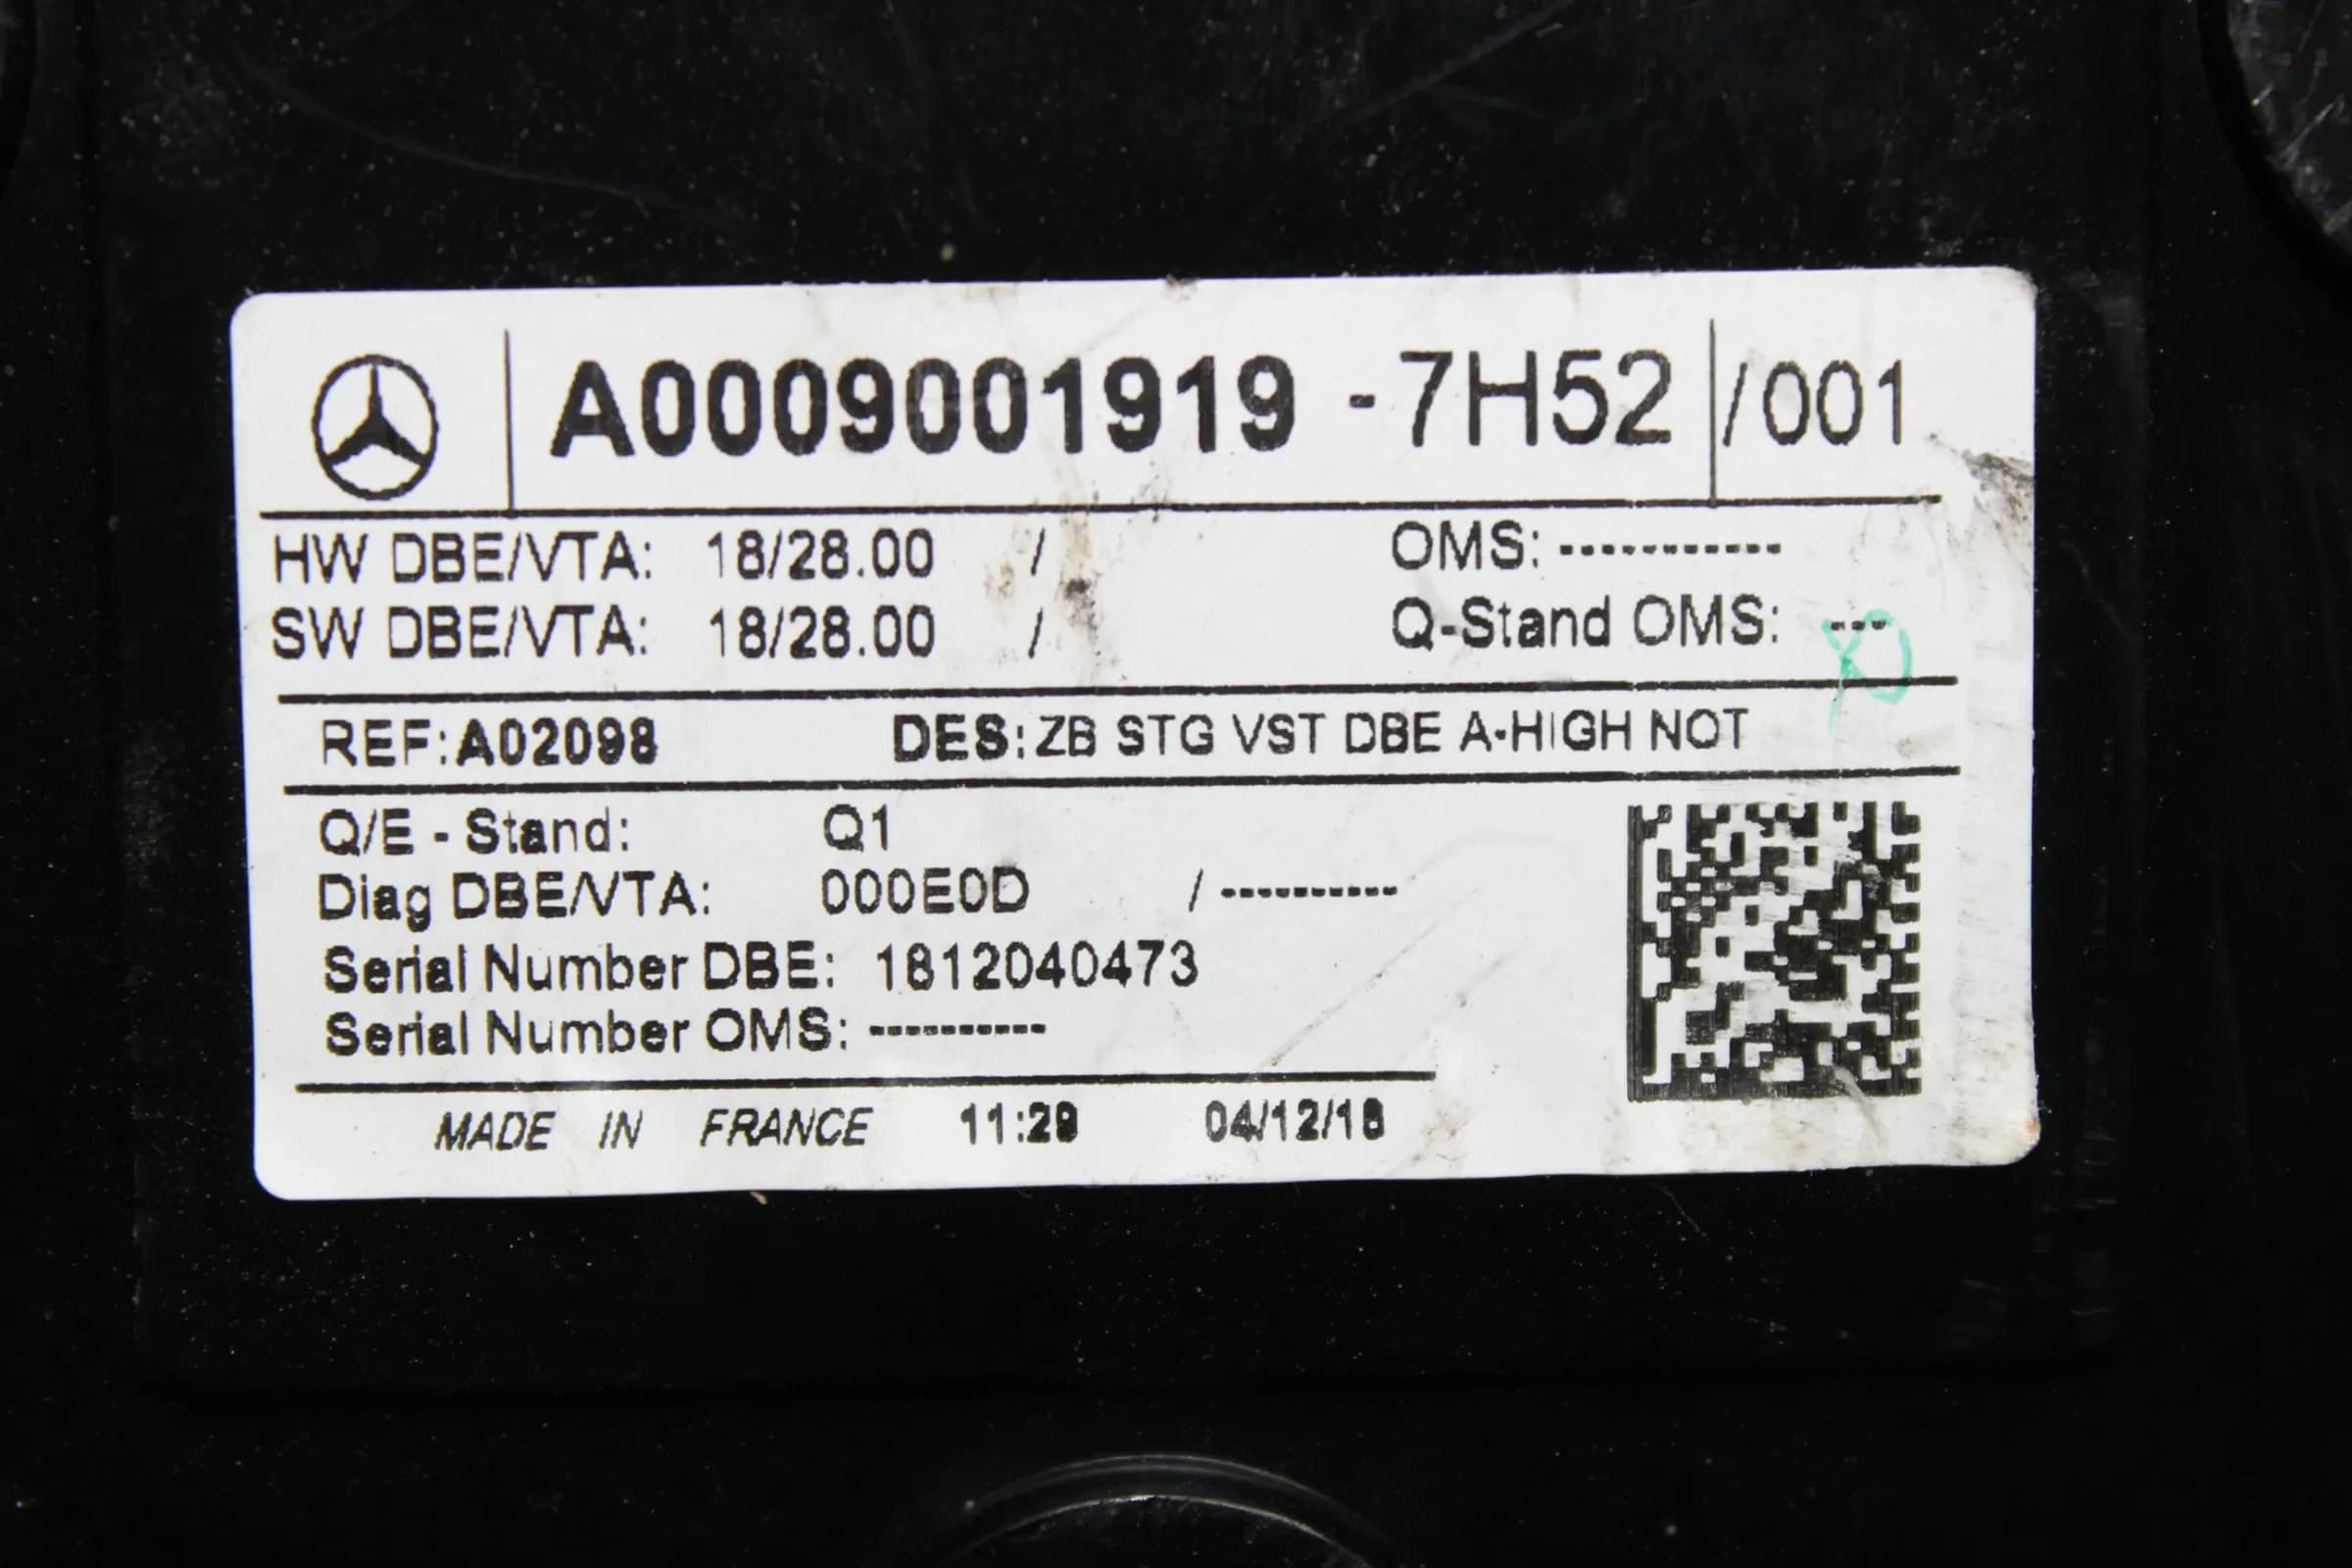 A0009001919 -7H52 /001
HW DBE/VTA: 18/28.00 / OMS: -----------
SW DBE/VTA: 18/28.00 / Q-Stand OMS: ---
REF:A02098 DES:ZB STG VST DBE A-HIGH NOT
Q/E - Stand: Q1
Diag DBE/VTA: 000E0D / ----------
Serial Number DBE: 1812040473
Serial Number OMS: ----------
MADE IN FRANCE 11:29 04/12/18